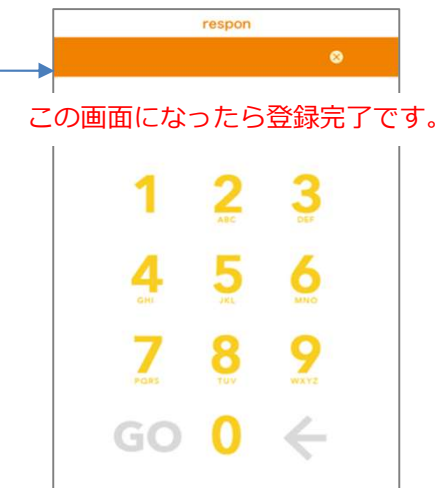 respon
この画面になったら登録完了です。
1 2 3
ABC DEF
4 5 6
GHI JKL MNO
7 8 9
PQRS TUV WXYZ
GO 0 ←